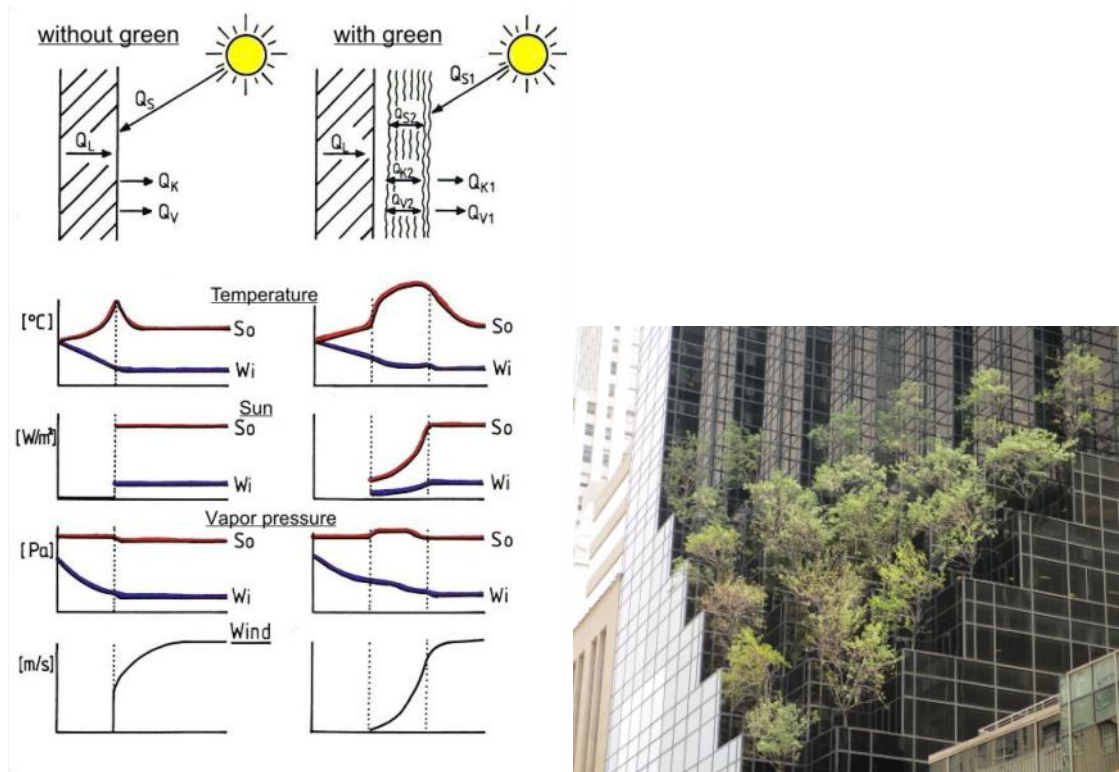 without green
with green
Q_S
Q_S1
Q_L
Q_K
Q_V
Q_L
Q_S2
Q_K2
Q_V2
Q_K1
Q_V1
Temperature
[°C]
So
Wi
So
Wi
Sun
[W/m²]
So
Wi
So
Wi
Vapor pressure
[Pa]
So
Wi
So
Wi
Wind
[m/s]